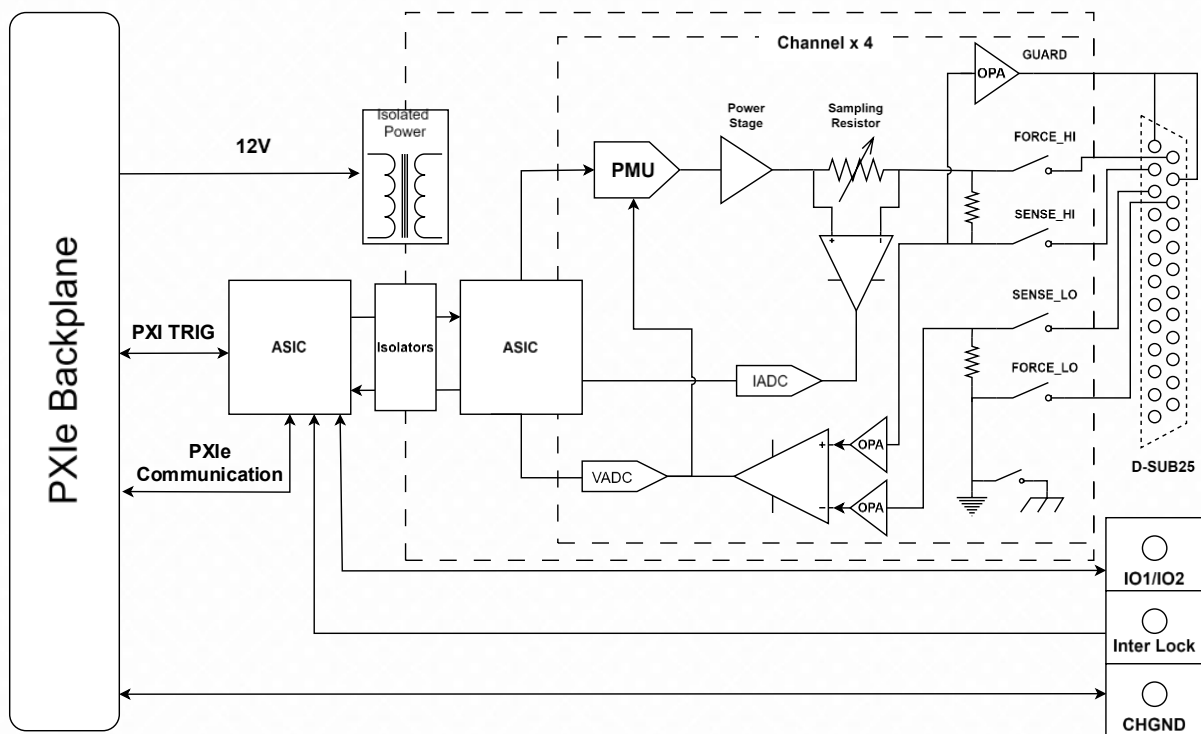 Channel x 4
GUARD
OPA
Isolated
Power
Power
Stage
Sampling
Resistor
FORCE_HI
12V
PMU
+
-
SENSE_HI
SENSE_LO
PXIe Backplane
PXI TRIG
ASIC
Isolators
ASIC
FORCE_LO
IADC
PXIe
Communication
VADC
+
OPA
−
OPA
D-SUB25
IO1/IO2
Inter Lock
CHGND